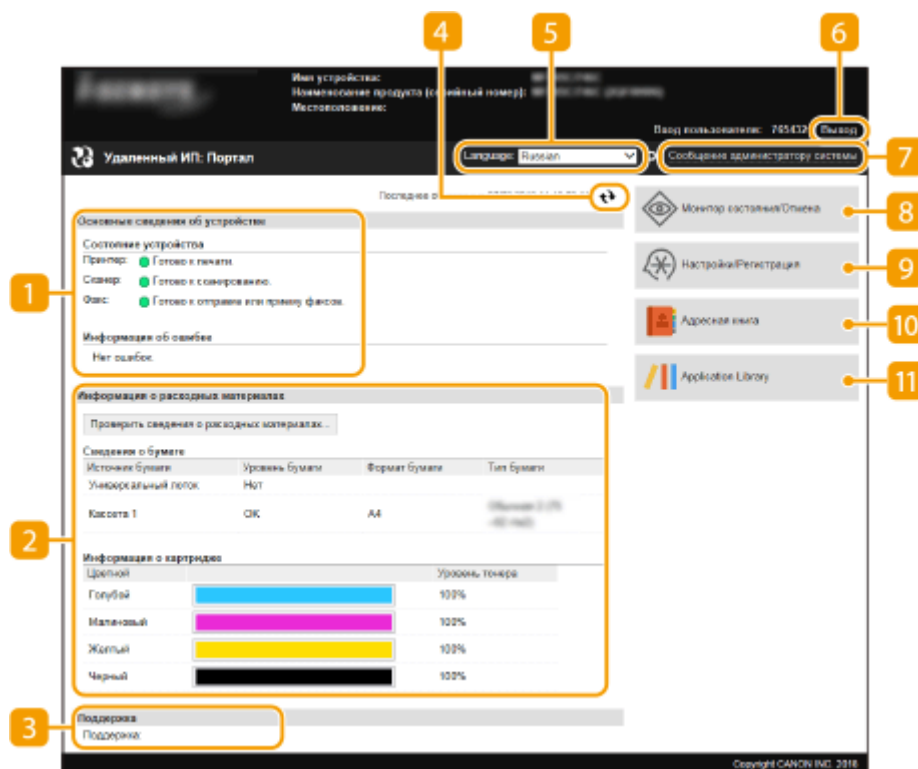 4
5
6
Имя устройства:
Наименование продукта (серийный номер):
Местоположение:
Вход пользователя: 765432 Выход
Удаленный ИП: Портал
Language: Russian
Сообщение администратору системы
7
Последнее
Монитор состояния/Отмена
8
Основные сведения об устройстве
Состояние устройства
Принтер: Готово к печати.
Сканер: Готово к сканированию.
Факс: Готово к отправке или приему факсов.
1
Настройки/Регистрация
9
Информация об ошибке
Нет ошибок.
Адресная книга
10
Application Library
11
Информация о расходных материалах
Проверить сведения о расходных материалах...
Сведения о бумаге
Источник бумаги Уровень бумаги Формат бумаги Тип бумаги
Универсальный лоток Нет
Кассета 1 OK A4
2
Информация о картридже
Цветной Уровень тонера
Голубой 100%
Малиновый 100%
Желтый 100%
Черный 100%
3
Поддержка
Поддержка:
Copyright CANON INC. 2018